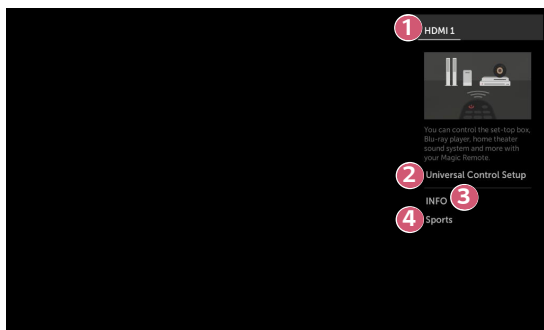 1 HDMI 1
You can control the set-top box,
Blu-ray player, home theater
sound system and more with
your Magic Remote.
2 Universal Control Setup
INFO 3
4 Sports